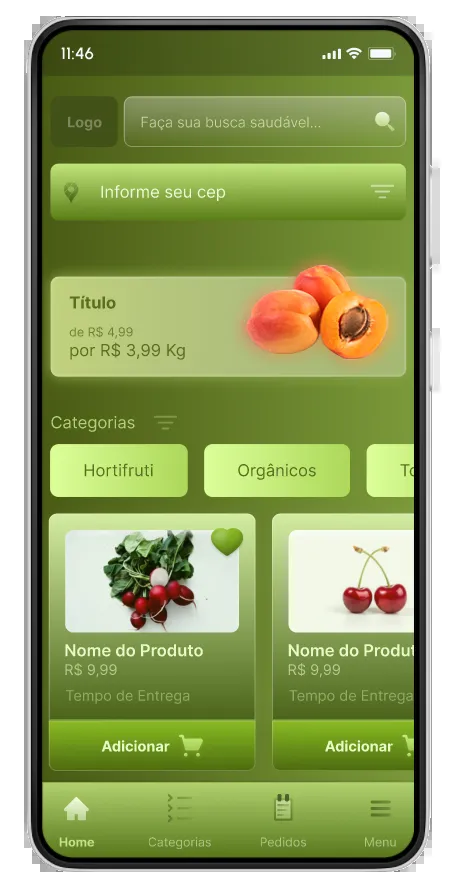 11:46
Logo
Faça sua busca saudável...
Informe seu cep
Título
de R$ 4,99
por R$ 3,99 Kg
Categorias
Hortifruti Orgânicos
Nome do Produto
R$ 9,99
Tempo de Entrega
Adicionar
Nome do Produt
R$ 9,99
Tempo de Entrega
Adicionar
Home Categorias Pedidos Menu